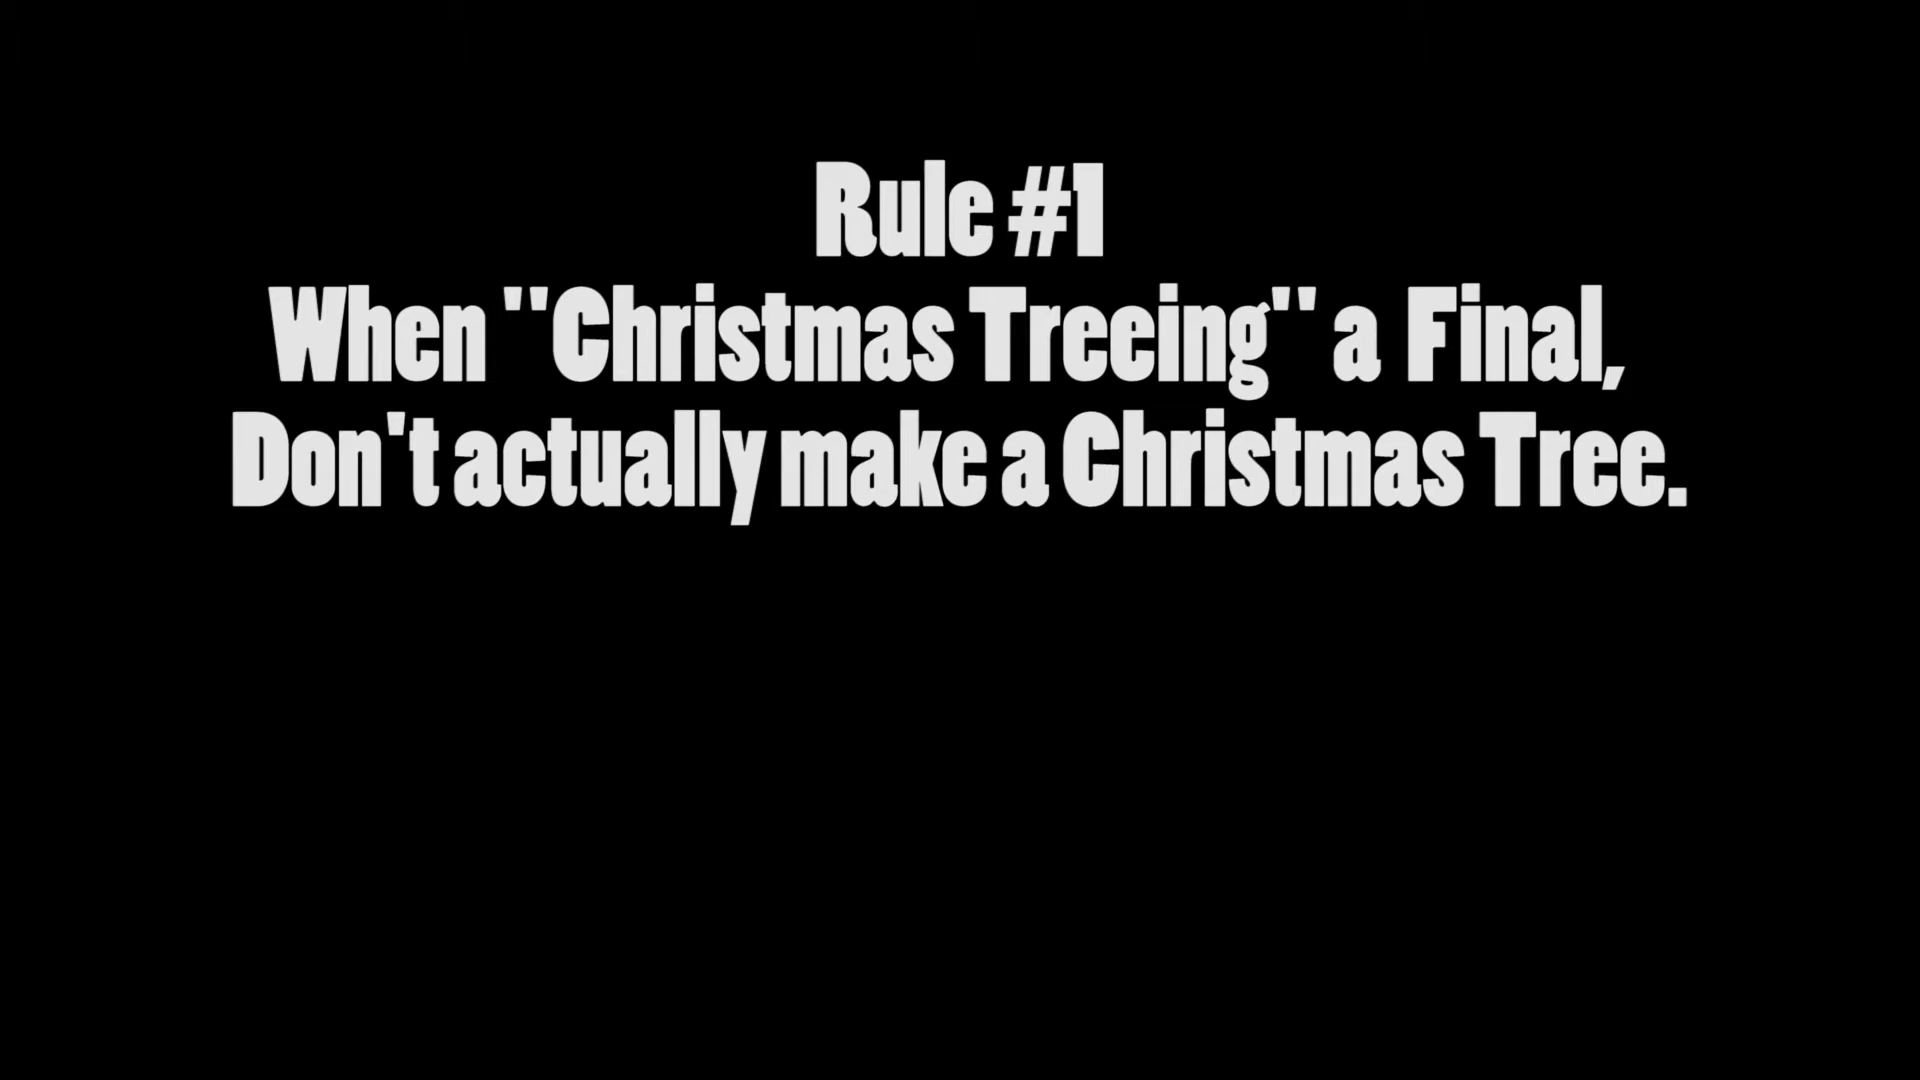 Rule #1
When "Christmas Treeing" a Final,
Don't actually make a Christmas Tree.